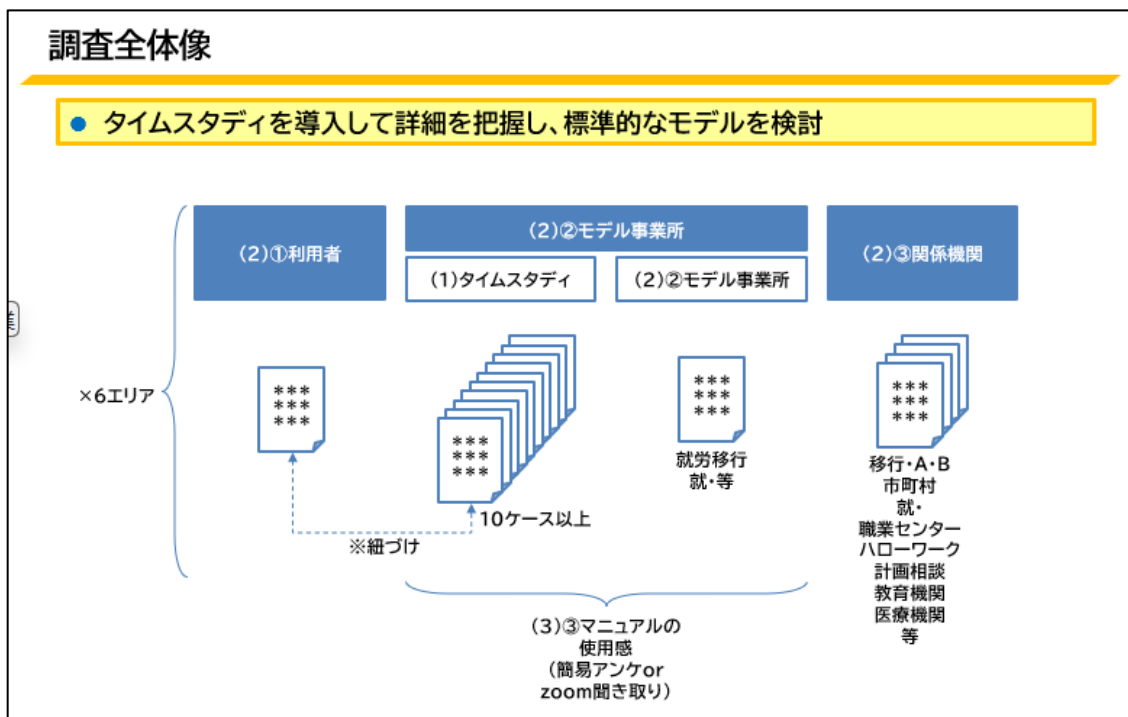 調査全体像
● タイムスタディを導入して詳細を把握し、標準的なモデルを検討
(2)①利用者
(2)②モデル事業所
(1)タイムスタディ
(2)②モデル事業所
(2)③関係機関
×6エリア
***
***
***
***
***
***
10ケース以上
※紐づけ
***
***
***
就労移行
就・等
***
***
***
移行・A・B
市町村
就・
職業センター
ハローワーク
計画相談
教育機関
医療機関
等
(3)③マニュアルの
使用感
(簡易アンケor
zoom聞き取り)